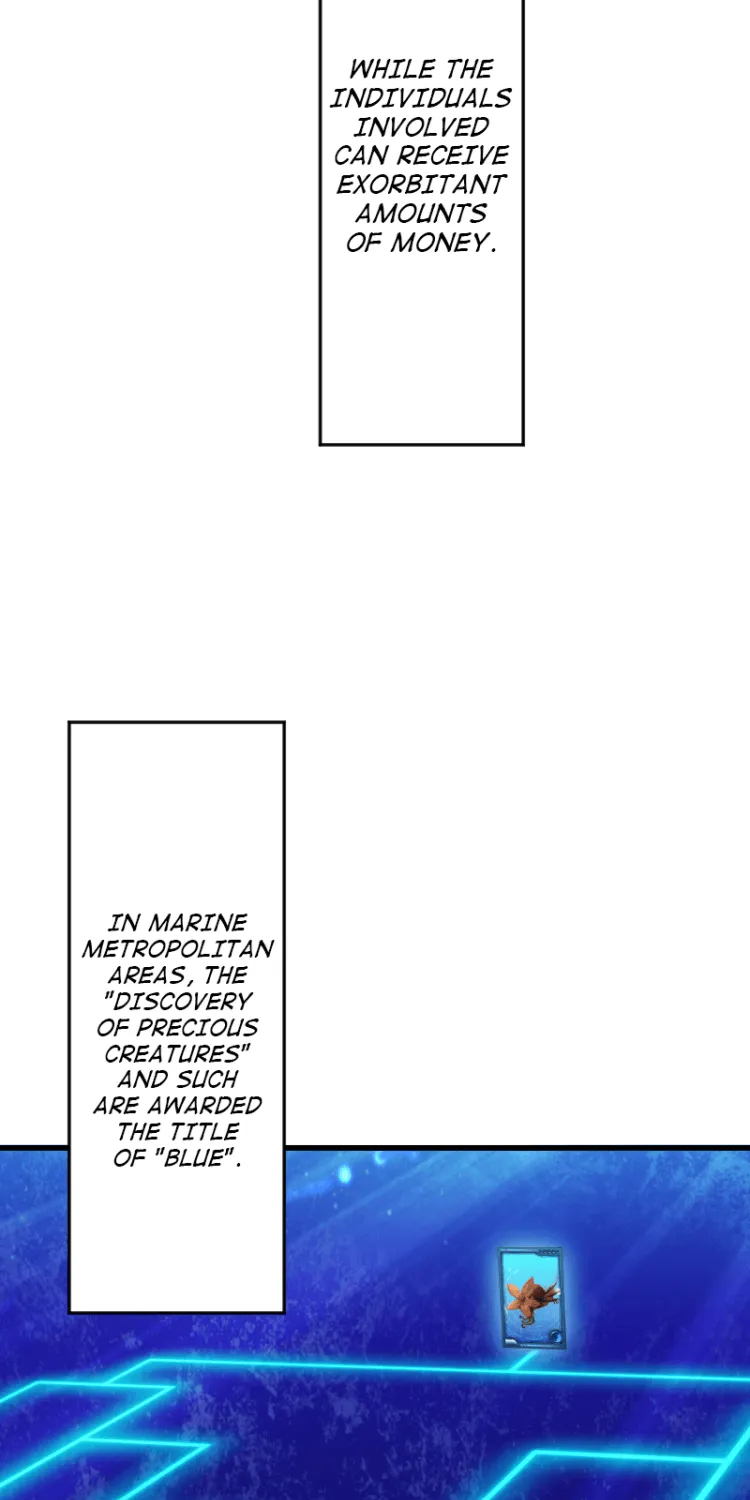 WHILE THE
INDIVIDUALS
INVOLVED
CAN RECEIVE
EXORBITANT
AMOUNTS
OF MONEY.
IN MARINE
METROPOLITAN
AREAS, THE
"DISCOVERY
OF PRECIOUS
CREATURES"
AND SUCH
ARE AWARDED
THE TITLE
OF "BLUE".